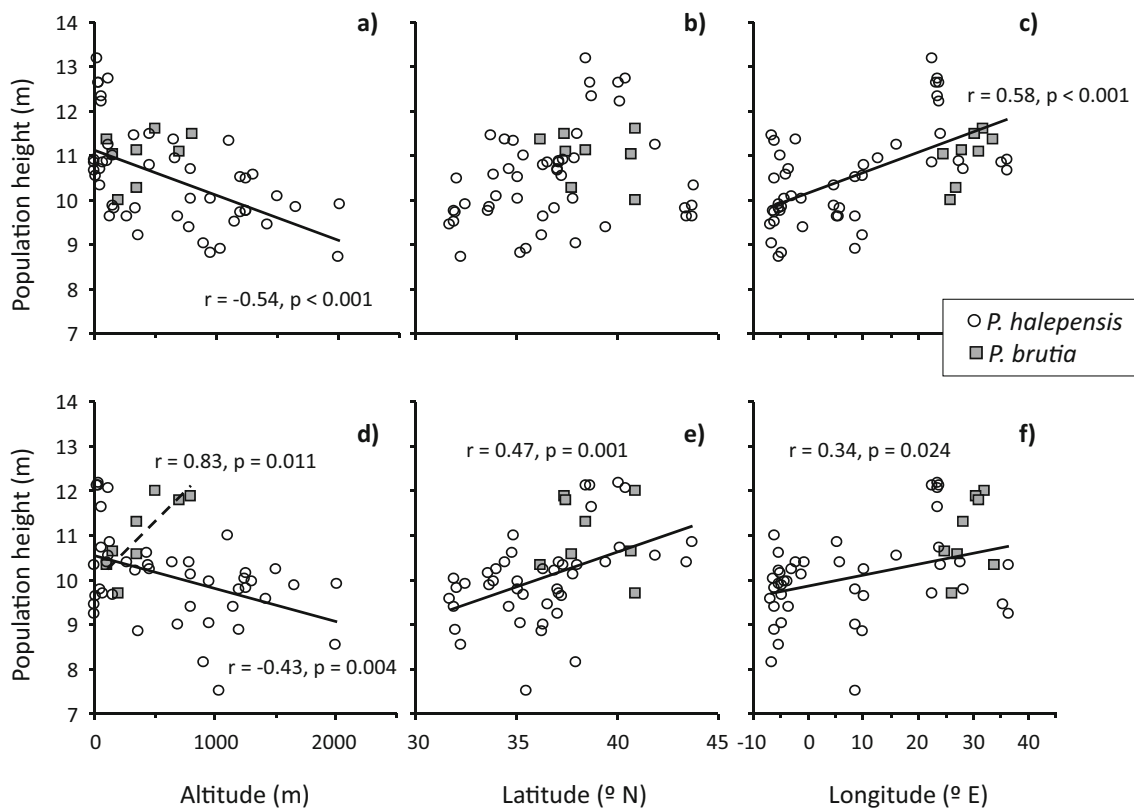 a)
b)
c)
Population height (m)
14
13
12
11
10
9
8
7
r = -0.54, p < 0.001
r = 0.58, p < 0.001
P. halepensis
P. brutia
d)
e)
f)
Population height (m)
14
13
12
11
10
9
8
7
r = 0.83, p = 0.011
r = -0.43, p = 0.004
r = 0.47, p = 0.001
r = 0.34, p = 0.024
0 1000 2000
30 35 40 45
-10 0 10 20 30 40
Altitude (m)
Latitude (º N)
Longitude (º E)